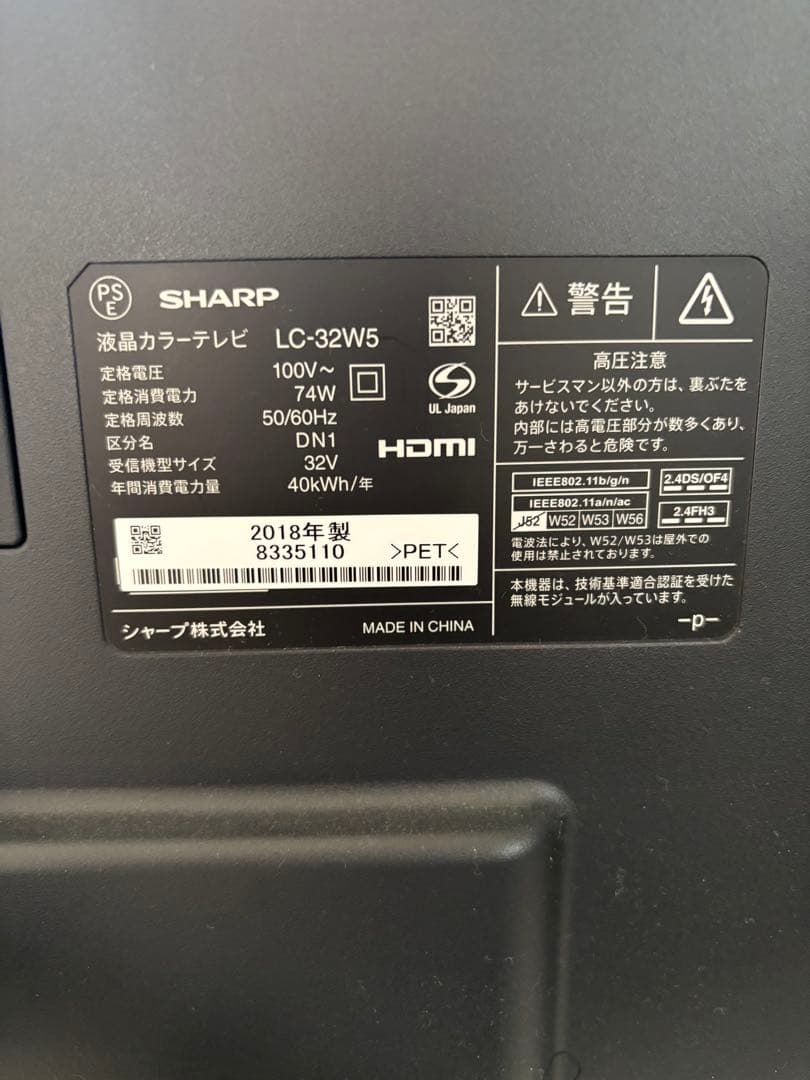 PS
E
SHARP
液晶カラーテレビ LC-32W5
定格電圧 100V～
定格消費電力 74W
定格周波数 50/60Hz
区分名 DN1
受信機型サイズ 32V
年間消費電力量 40kWh/年
UL Japan
HDMI
2018年製
8335110 >PET<
シャープ株式会社 MADE IN CHINA
警告
高圧注意
サービスマン以外の方は、裏ぶたを
あけないでください。
内部には高電圧部分が数多くあり、
万一さわると危険です。
IEEE802.11b/g/n
IEEE802.11a/n/ac
J52 W52 W53 W56
2.4DS/OF4
2.4FH3
電波法により、W52/W53は屋外での
使用は禁止されております。
本機器は、技術基準適合認証を受けた
無線モジュールが入っています。
-p-